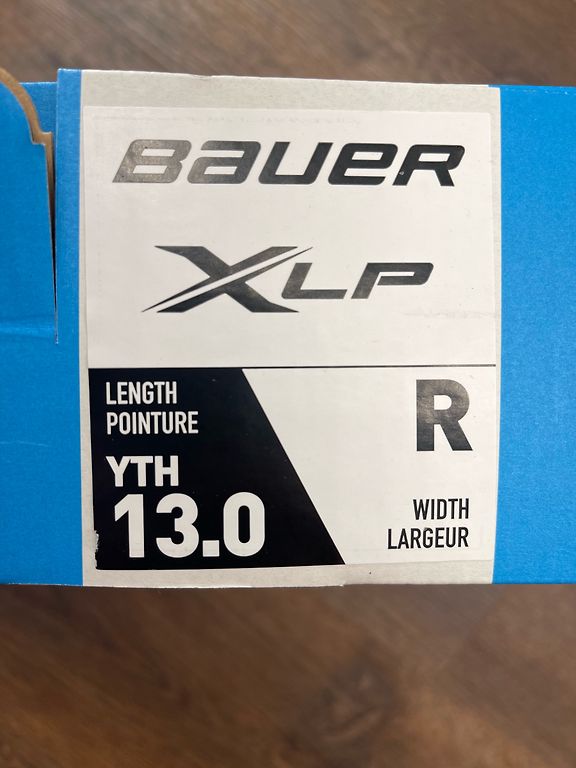 BAUER
XLP
LENGTH
POINTURE
YTH
13.0
R
WIDTH
LARGEUR